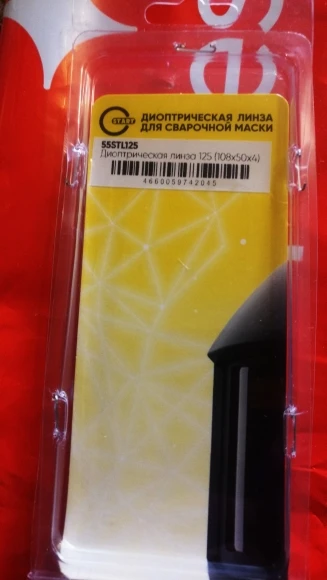 START
ДИОПТРИЧЕСКАЯ ЛИНЗА
ДЛЯ СВАРОЧНОЙ МАСКИ
55STL125
Диоптрическая линза 125 (108х50х4)
4660059742045